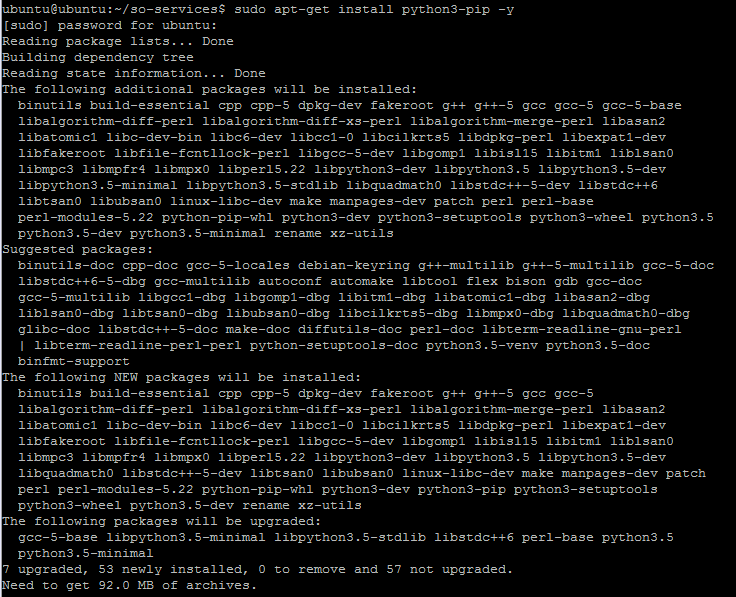 ubuntu@ubuntu:~/so-services$ sudo apt-get install python3-pip -y
[sudo] password for ubuntu:
Reading package lists... Done
Building dependency tree
Reading state information... Done
The following additional packages will be installed:
  binutils build-essential cpp cpp-5 dpkg-dev fakeroot g++ g++-5 gcc gcc-5 gcc-5-base
  libalgorithm-diff-perl libalgorithm-diff-xs-perl libalgorithm-merge-perl libasan2
  libatomic1 libc-dev-bin libc6-dev libcc1-0 libcilkrts5 libdpkg-perl libexpat1-dev
  libfakeroot libfile-fcntllock-perl libgcc-5-dev libgomp1 libisl15 libitm1 liblsan0
  libmpc3 libmpfr4 libmpx0 libperl5.22 libpython3-dev libpython3.5 libpython3.5-dev
  libpython3.5-minimal libpython3.5-stdlib libquadmath0 libstdc++-5-dev libstdc++6
  libtsan0 libubsan0 linux-libc-dev make manpages-dev patch perl perl-base
  perl-modules-5.22 python-pip-whl python3-dev python3-setuptools python3-wheel python3.5
  python3.5-dev python3.5-minimal rename xz-utils
Suggested packages:
  binutils-doc cpp-doc gcc-5-locales debian-keyring g++-multilib g++-5-multilib gcc-5-doc
  libstdc++6-5-dbg gcc-multilib autoconf automake libtool flex bison gdb gcc-doc
  gcc-5-multilib libgcc1-dbg libgomp1-dbg libitm1-dbg libatomic1-dbg libasan2-dbg
  liblsan0-dbg libtsan0-dbg libubsan0-dbg libcilkrts5-dbg libmpx0-dbg libquadmath0-dbg
  glibc-doc libstdc++-5-doc make-doc diffutils-doc perl-doc libterm-readline-gnu-perl
  | libterm-readline-perl-perl python-setuptools-doc python3.5-venv python3.5-doc
  binfmt-support
The following NEW packages will be installed:
  binutils build-essential cpp cpp-5 dpkg-dev fakeroot g++ g++-5 gcc gcc-5
  libalgorithm-diff-perl libalgorithm-diff-xs-perl libalgorithm-merge-perl libasan2
  libatomic1 libc-dev-bin libc6-dev libcc1-0 libcilkrts5 libdpkg-perl libexpat1-dev
  libfakeroot libfile-fcntllock-perl libgcc-5-dev libgomp1 libisl15 libitm1 liblsan0
  libmpc3 libmpfr4 libmpx0 libperl5.22 libpython3-dev libpython3.5 libpython3.5-dev
  libquadmath0 libstdc++-5-dev libtsan0 libubsan0 linux-libc-dev make manpages-dev patch
  perl perl-modules-5.22 python-pip-whl python3-dev python3-pip python3-setuptools
  python3-wheel python3.5-dev rename xz-utils
The following packages will be upgraded:
  gcc-5-base libpython3.5-minimal libpython3.5-stdlib libstdc++6 perl-base python3.5
  python3.5-minimal
7 upgraded, 53 newly installed, 0 to remove and 57 not upgraded.
Need to get 92.0 MB of archives.